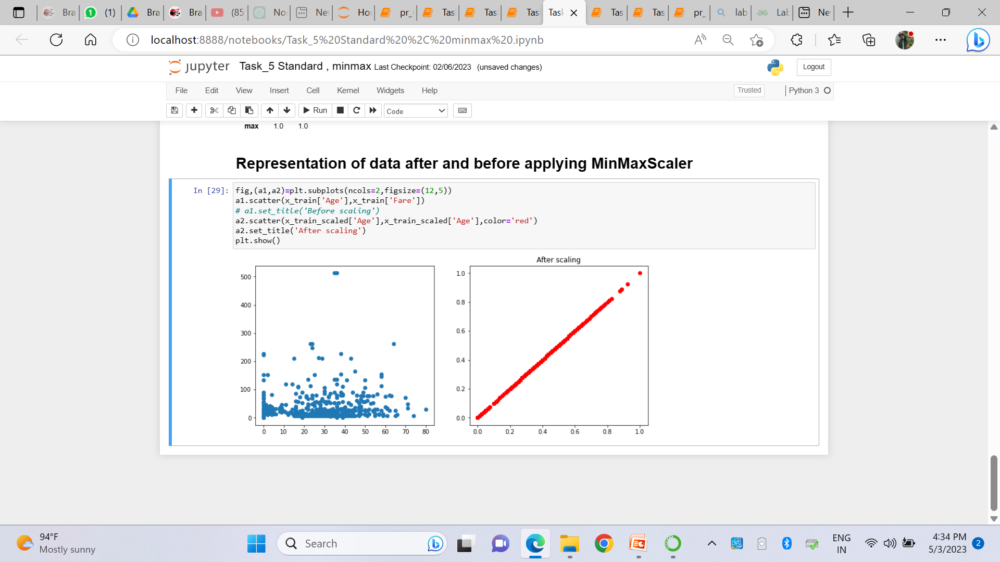 Bra
(1)
Bra
Bra
(85
No
Ne
Ho
pr_
Tas
Tas
Tas
Task
Tas
Tas
pr_
lab
Lab
Ne
localhost:8888/notebooks/Task_5%20Standard%20%2C%20minmax%20.ipynb
jupyter Task_5 Standard , minmax Last Checkpoint: 02/06/2023 (unsaved changes)
Logout
File Edit View Insert Cell Kernel Widgets Help
Trusted
Python 3
Run
Code
max 1.0 1.0
Representation of data after and before applying MinMaxScaler
In [29]:
fig,(a1,a2)=plt.subplots(ncols=2,figsize=(12,5))
a1.scatter(x_train['Age'],x_train['Fare'])
# a1.set_title('Before scaling')
a2.scatter(x_train_scaled['Age'],x_train_scaled['Age'],color='red')
a2.set_title('After scaling')
plt.show()
500
400
300
200
100
0
0 10 20 30 40 50 60 70 80
After scaling
1.0
0.8
0.6
0.4
0.2
0.0
0.0 0.2 0.4 0.6 0.8 1.0
94°F
Mostly sunny
Search
ENG
IN
4:34 PM
5/3/2023
2